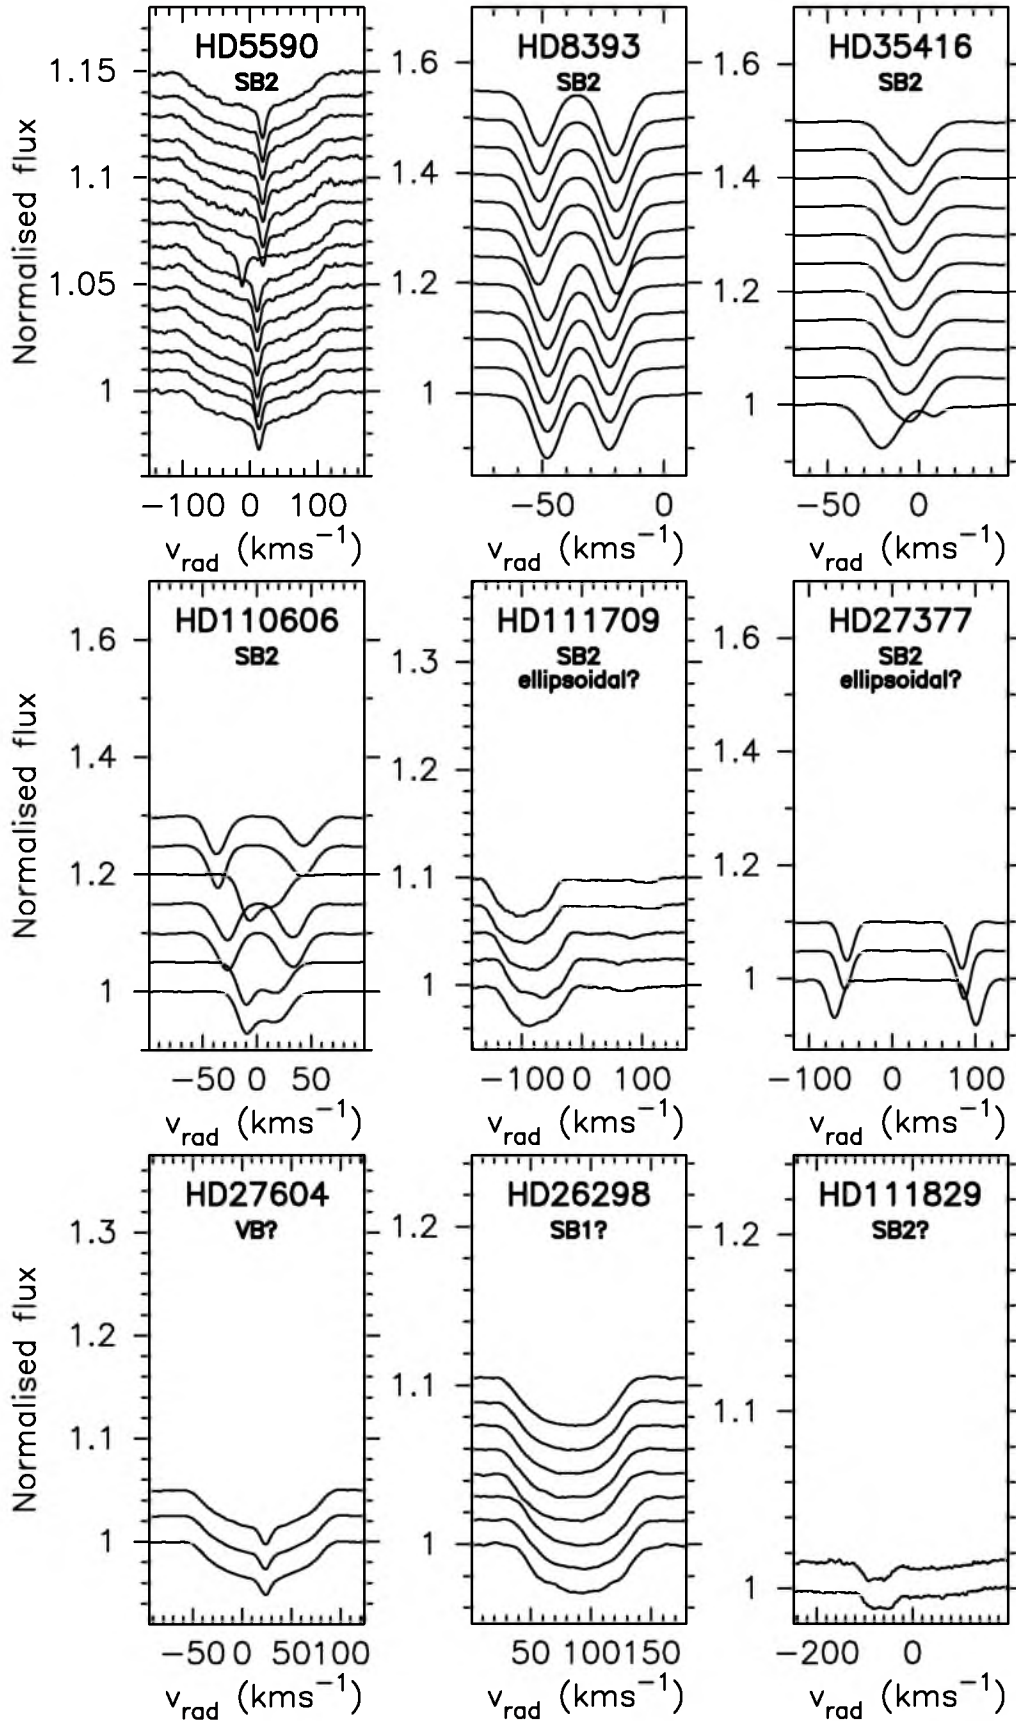 HD5590
SB2
1.15
1.1
1.05
1
−100 0 100
v_rad (kms⁻¹)
Normalised flux
HD8393
SB2
1.6
1.4
1.2
1
−50 0
v_rad (kms⁻¹)
HD35416
SB2
1.6
1.4
1.2
1
−50 0
v_rad (kms⁻¹)
HD110606
SB2
1.6
1.4
1.2
1
−50 0 50
v_rad (kms⁻¹)
Normalised flux
HD111709
SB2
ellipsoidal?
1.3
1.2
1.1
1
−100 0 100
v_rad (kms⁻¹)
HD27377
SB2
ellipsoidal?
1.6
1.4
1.2
1
−100 0 100
v_rad (kms⁻¹)
HD27604
VB?
1.3
1.2
1.1
1
−50 0 50 100
v_rad (kms⁻¹)
Normalised flux
HD26298
SB1?
1.2
1.1
1
50 100 150
v_rad (kms⁻¹)
HD111829
SB2?
1.2
1.1
1
−200 0
v_rad (kms⁻¹)